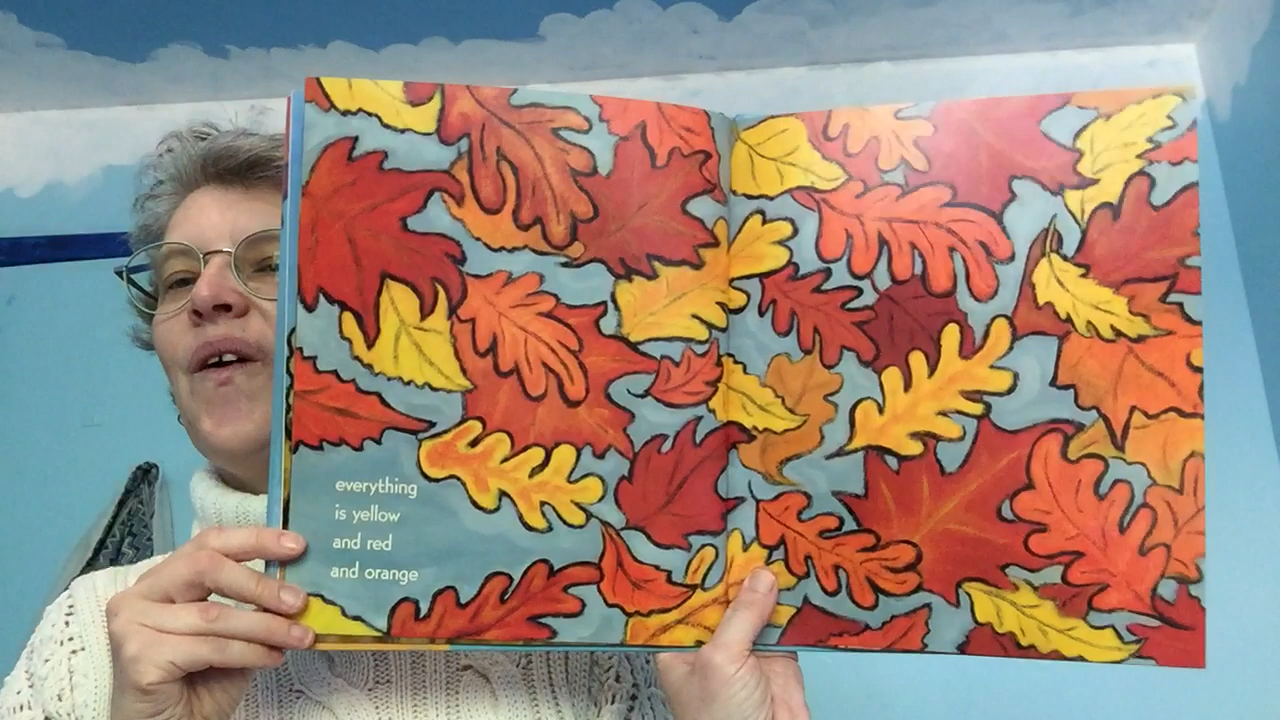 everything
is yellow
and red
and orange